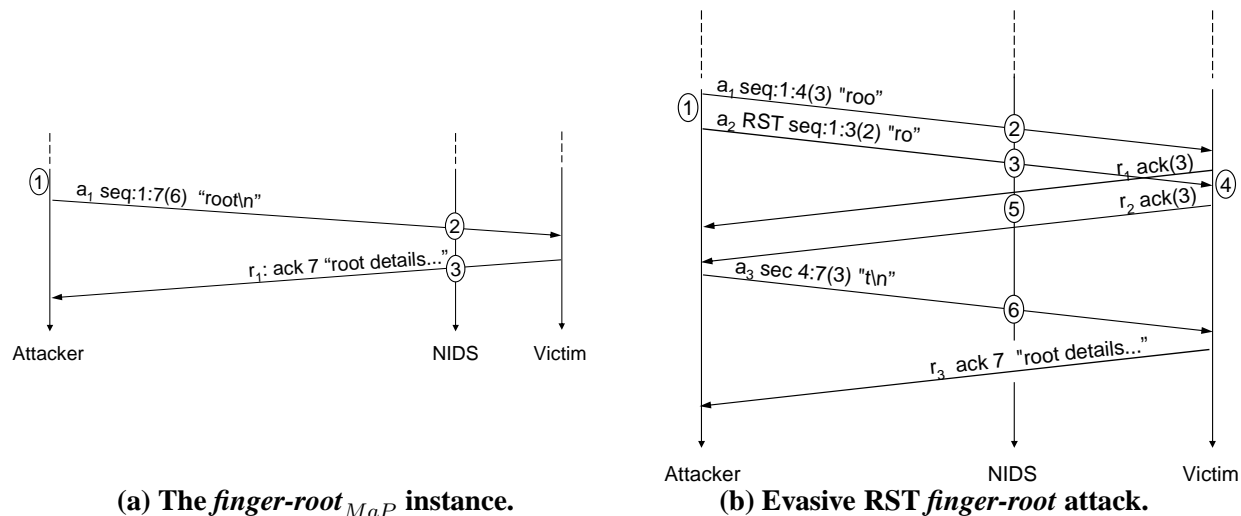 1
a1 seq:1:7(6) “root\n”
2
r1: ack 7 “root details...”
3
Attacker
NIDS
Victim
(a) The finger-rootMaP instance.
a1 seq:1:4(3) "roo”
1
2
a2 RST seq:1:3(2) "ro”
3
r1 ack(3)
4
r2 ack(3)
5
a3 sec 4:7(3) "t\n”
6
r3 ack 7 "root details...”
Attacker
NIDS
Victim
(b) Evasive RST finger-root attack.